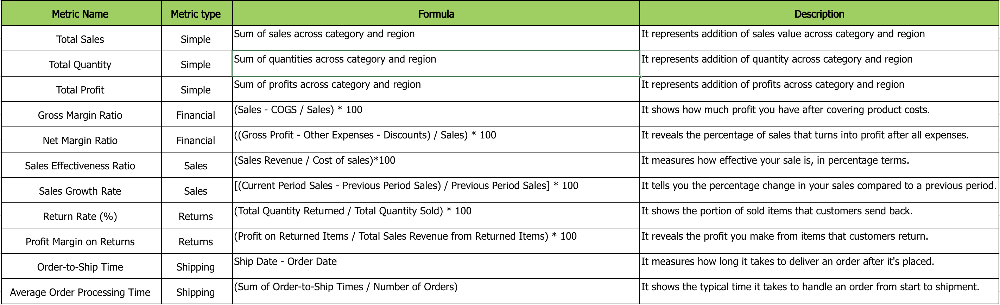 Metric Name Metric type Formula Description
Total Sales Simple Sum of sales across category and region It represents addition of sales value across category and region
Total Quantity Simple Sum of quantities across category and region It represents addition of quantity across category and region
Total Profit Simple Sum of profits across category and region It represents addition of profits across category and region
Gross Margin Ratio Financial (Sales - COGS / Sales) * 100 It shows how much profit you have after covering product costs.
Net Margin Ratio Financial ((Gross Profit - Other Expenses - Discounts) / Sales) * 100 It reveals the percentage of sales that turns into profit after all expenses.
Sales Effectiveness Ratio Sales (Sales Revenue / Cost of sales)*100 It measures how effective your sale is, in percentage terms.
Sales Growth Rate Sales [(Current Period Sales - Previous Period Sales) / Previous Period Sales] * 100 It tells you the percentage change in your sales compared to a previous period.
Return Rate (%) Returns (Total Quantity Returned / Total Quantity Sold) * 100 It shows the portion of sold items that customers send back.
Profit Margin on Returns Returns (Profit on Returned Items / Total Sales Revenue from Returned Items) * 100 It reveals the profit you make from items that customers return.
Order-to-Ship Time Shipping Ship Date - Order Date It measures how long it takes to deliver an order after it's placed.
Average Order Processing Time Shipping (Sum of Order-to-Ship Times / Number of Orders) It shows the typical time it takes to handle an order from start to shipment.